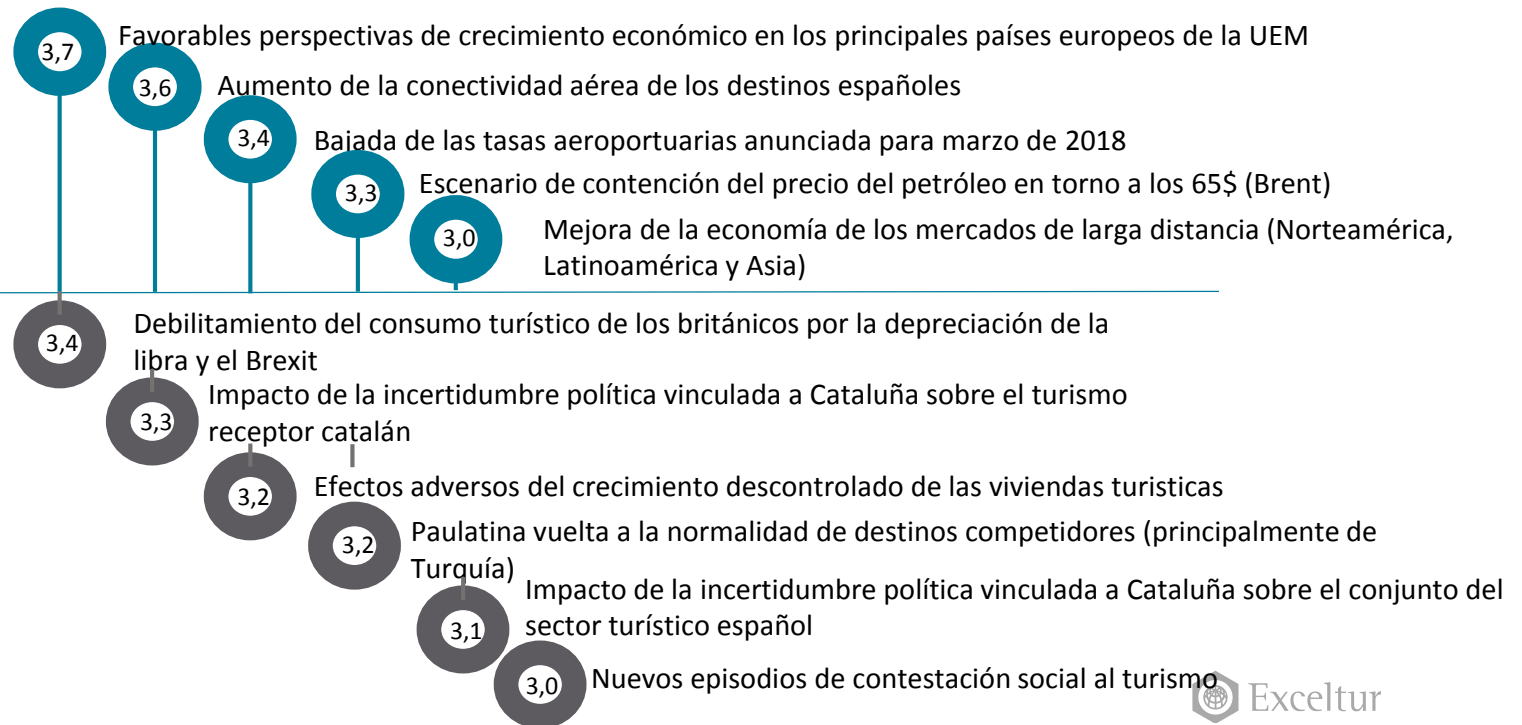 3,7
Favorables perspectivas de crecimiento económico en los principales países europeos de la UEM
3,6
Aumento de la conectividad aérea de los destinos españoles
3,4
Bajada de las tasas aeroportuarias anunciada para marzo de 2018
3,3
Escenario de contención del precio del petróleo en torno a los 65$ (Brent)
3,0
Mejora de la economía de los mercados de larga distancia (Norteamérica,
Latinoamérica y Asia)
3,4
Debilitamiento del consumo turístico de los británicos por la depreciación de la
libra y el Brexit
3,3
Impacto de la incertidumbre política vinculada a Cataluña sobre el turismo
receptor catalán
3,2
Efectos adversos del crecimiento descontrolado de las viviendas turisticas
3,2
Paulatina vuelta a la normalidad de destinos competidores (principalmente de
Turquía)
3,1
Impacto de la incertidumbre política vinculada a Cataluña sobre el conjunto del
sector turístico español
3,0
Nuevos episodios de contestación social al turismo
Exceltur